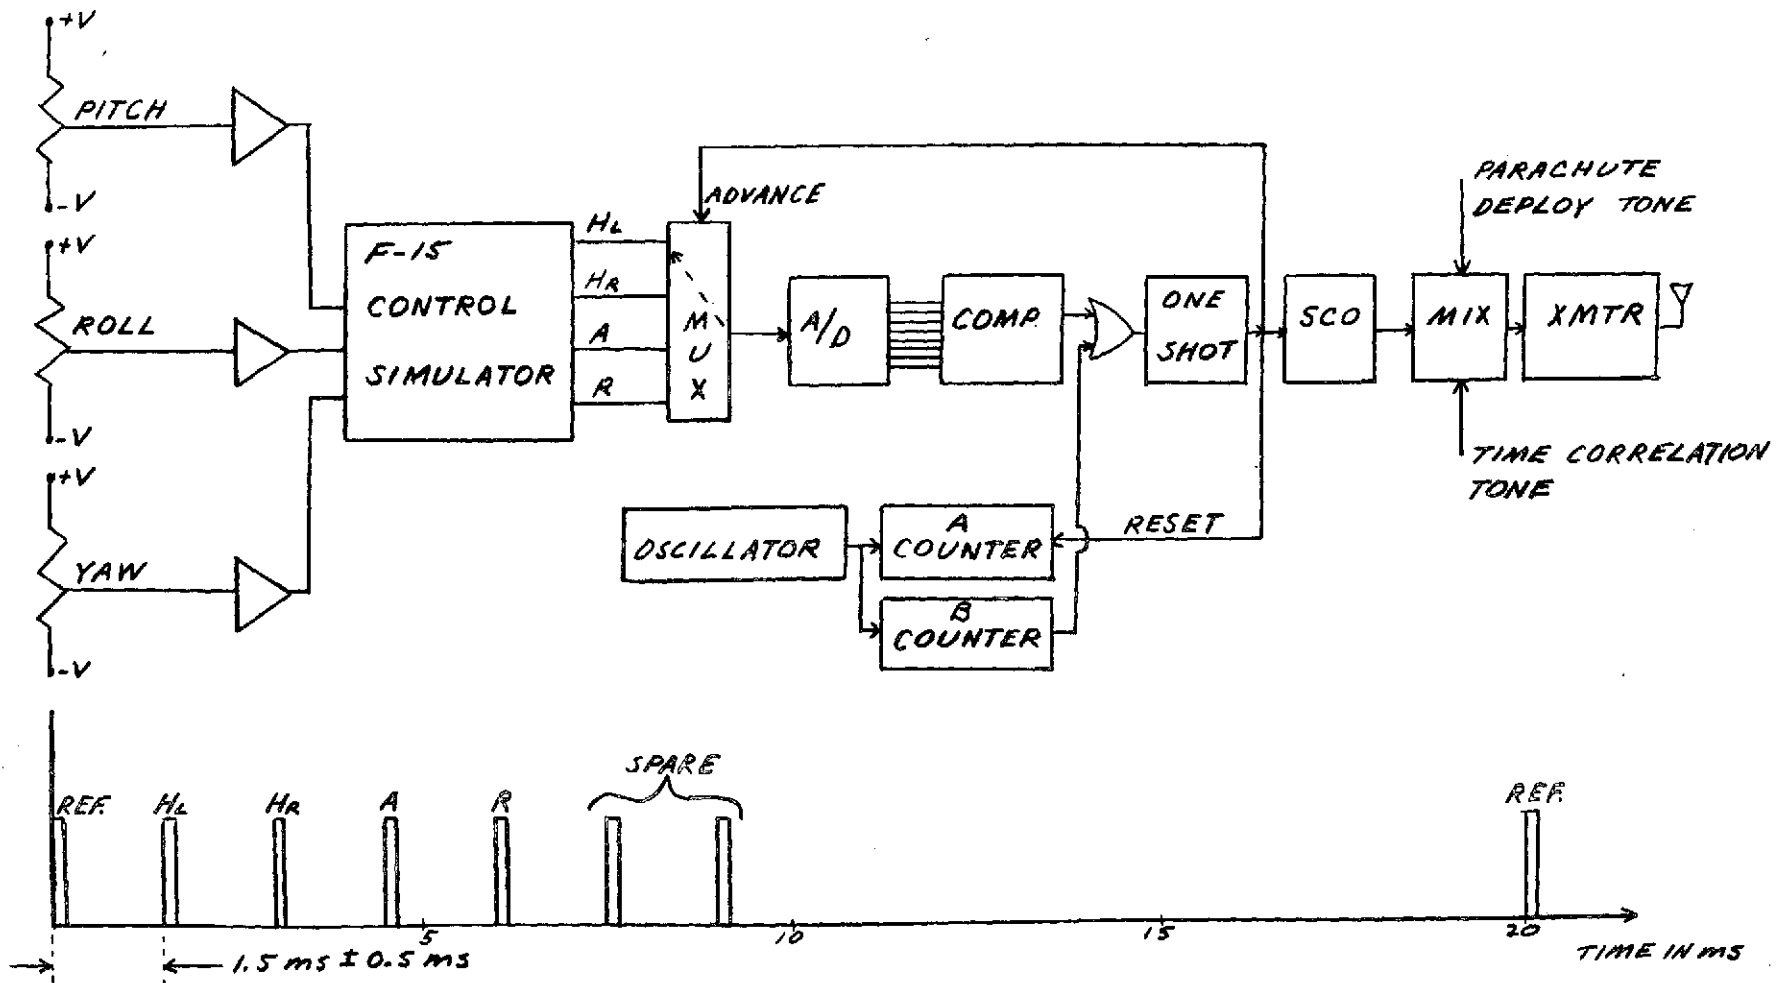 +V
PITCH
-V
+V
ROLL
-V
+V
YAW
-V
F-15
CONTROL
SIMULATOR
HL
HR
A
R
ADVANCE
MUX
A/D
COMP.
ONE
SHOT
SCO
MIX
XMTR
PARACHUTE
DEPLOY TONE
TIME CORRELATION
TONE
OSCILLATOR
A
COUNTER
RESET
B
COUNTER
REF.
HL
HR
A
R
SPARE
REF.
5
10
15
20
TIME IN ms
1.5 ms ± 0.5 ms